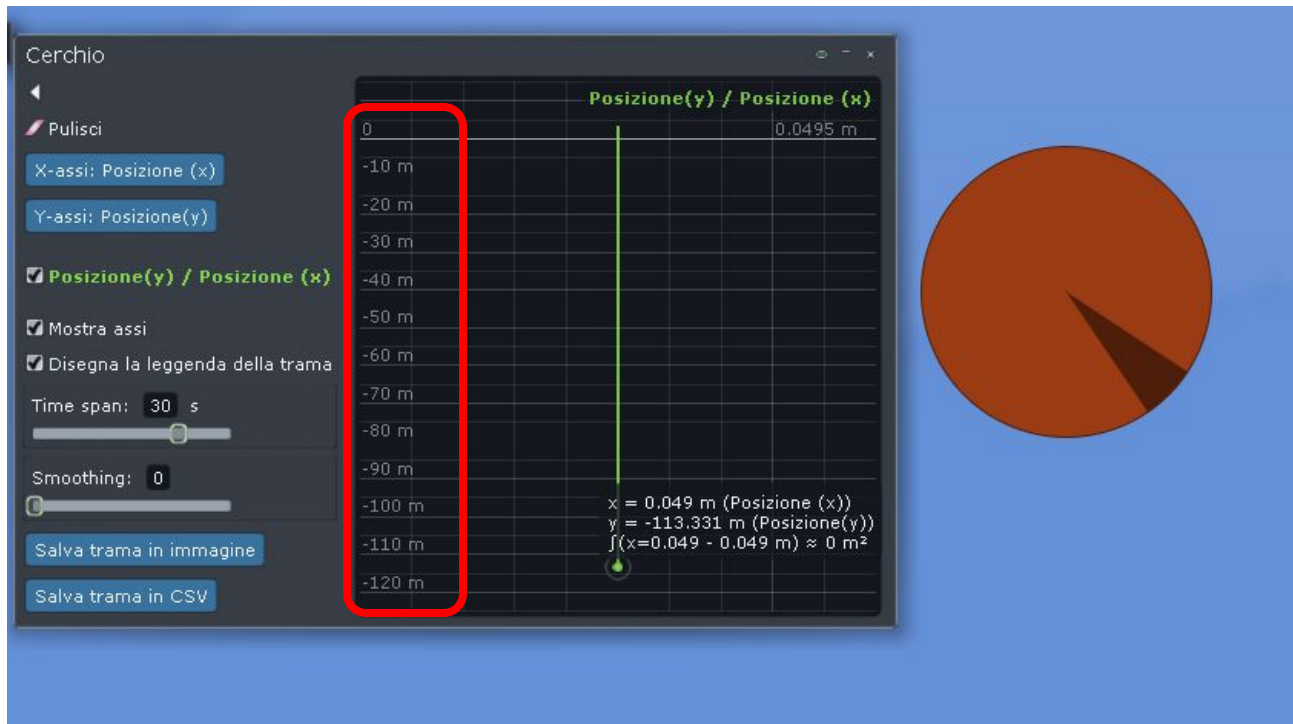 Cerchio
Posizione(y) / Posizione (x)
Pulisci
0
0.0495 m
X-assi: Posizione (x)
-10 m
Y-assi: Posizione(y)
-20 m
-30 m
Posizione(y) / Posizione (x)
-40 m
Mostra assi
-50 m
Disegna la leggenda della trama
-60 m
Time span: 30 s
-70 m
-80 m
Smoothing: 0
-90 m
-100 m
x = 0.049 m (Posizione (x))
y = -113.331 m (Posizione(y))
∫(x=0.049 - 0.049 m) ≈ 0 m²
Salva trama in immagine
-110 m
Salva trama in CSV
-120 m